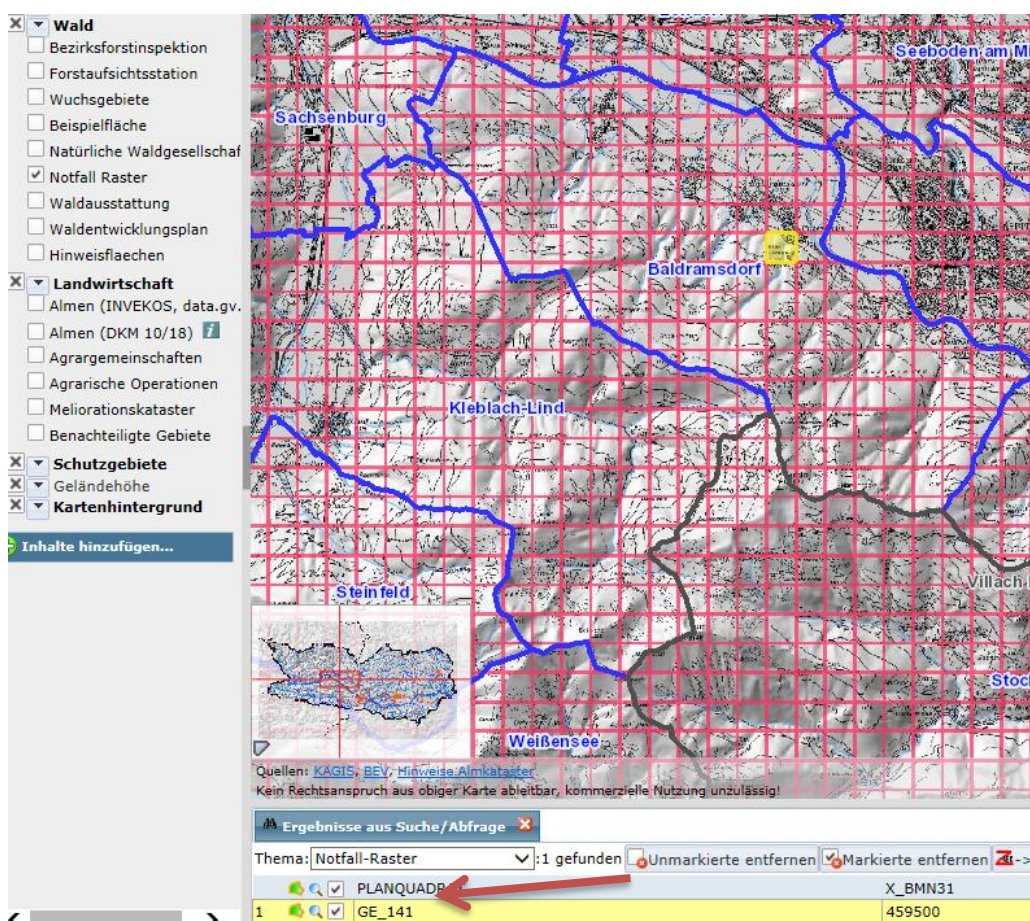 Wald
Bezirksforstinspektion
Forstaufsichtsstation
Wuchsgebiete
Beispielfläche
Natürliche Waldgesellschaf
Notfall Raster
Waldausstattung
Waldentwicklungsplan
Hinweisflaechen
Landwirtschaft
Almen (INVEKOS, data.gv.
Almen (DKM 10/18) i
Agrargemeinschaften
Agrarische Operationen
Meliorationskataster
Benachteiligte Gebiete
Schutzgebiete
Geländehöhe
Kartenhintergrund
Inhalte hinzufügen...
Seeboden am M
Sachsenburg
Baldramsdorf
Kleblach-Lind
Villach
Steinfeld
Stoc
Weißensee
Quellen: KAGIS, BEV, Hinweise Almkataster
Kein Rechtsanspruch aus obiger Karte ableitbar, kommerzielle Nutzung unzulässig!
Ergebnisse aus Suche/Abfrage
Thema: Notfall-Raster :1 gefunden Unmarkierte entfernen Markierte entfernen ->
PLANQUADR X_BMN31
1 GE_141 459500